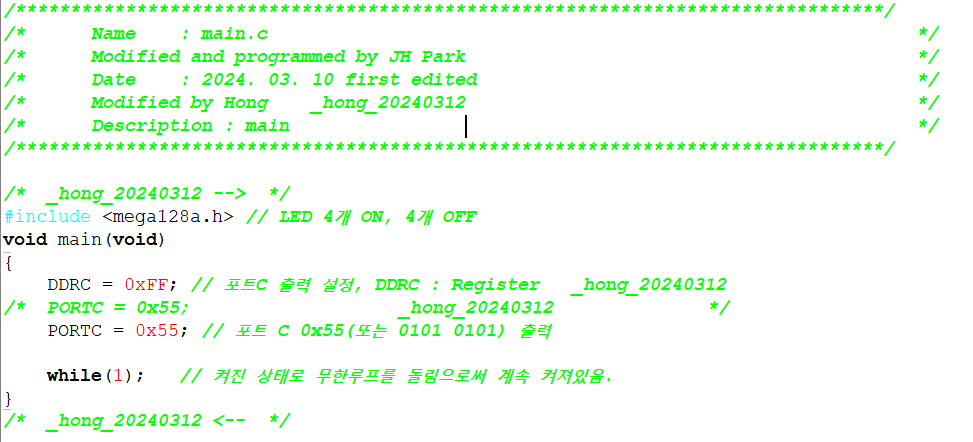 /*******************************************************************************/
/*      Name    : main.c                                                          */
/*      Modified and programmed by JH Park                                        */
/*      Date    : 2024. 03. 10 first edited                                       */
/*      Modified by Hong    _hong_20240312                                        */
/*      Description : main                                                        */
/*******************************************************************************/
/*  _hong_20240312 -->  */
#include <mega128a.h> // LED 4개 ON, 4개 OFF
void main(void)
{
    DDRC = 0xFF; // 포트C 출력 설정, DDRC : Register   _hong_20240312
/*  PORTC = 0x55;                   _hong_20240312              */
    PORTC = 0x55; // 포트 C 0x55(또는 0101 0101) 출력
    while(1);   // 커진 상태로 무한루프를 돌림으로써 계속 켜져있음.
}
/*  _hong_20240312 <--  */